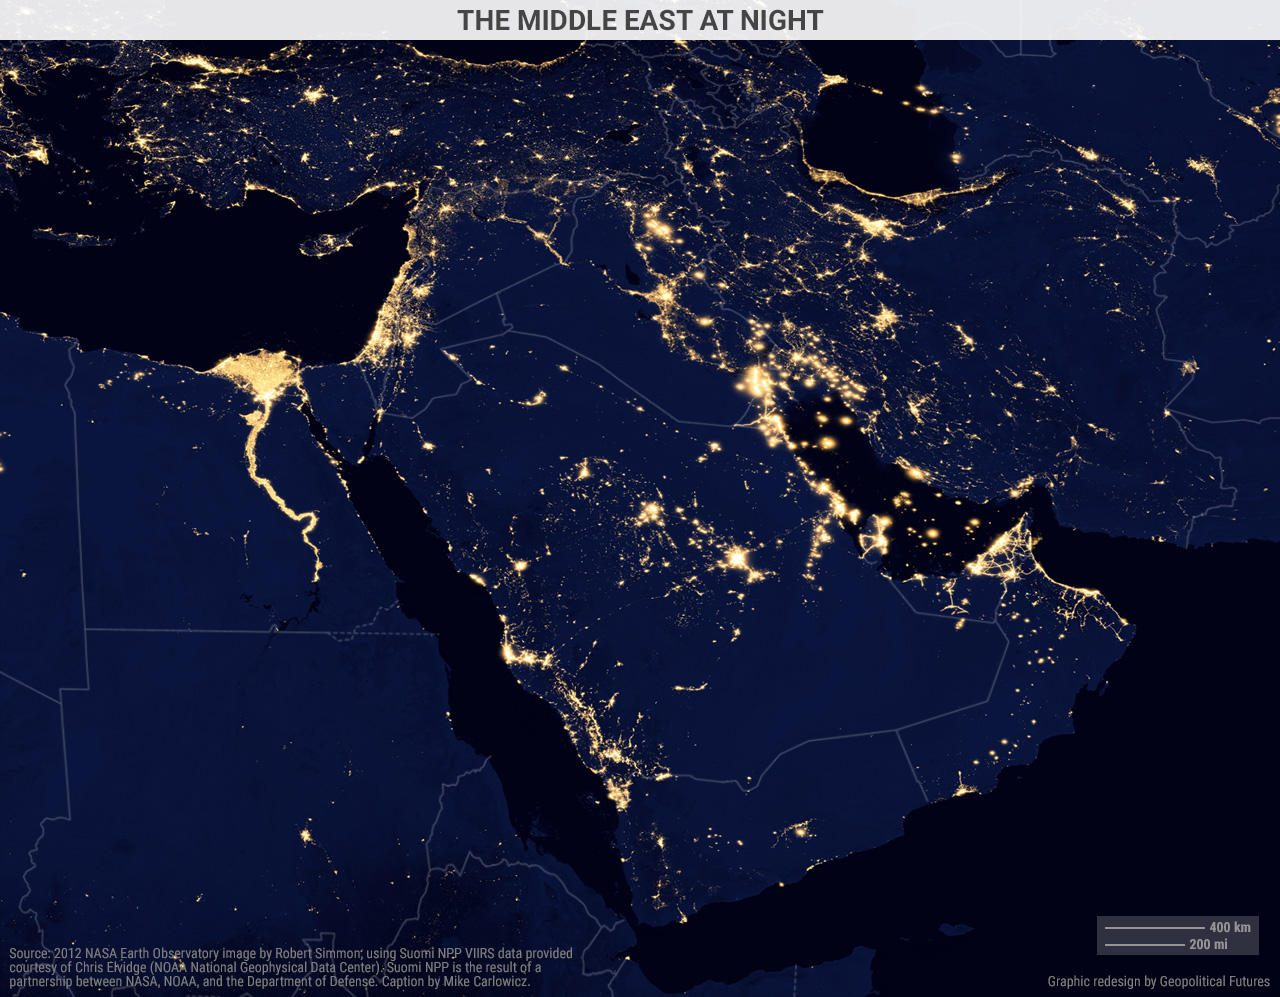 THE MIDDLE EAST AT NIGHT
400 km
200 mi
Source: 2012 NASA Earth Observatory image by Robert Simmon; using Suomi NPP VIIRS data provided
courtesy of Chris Elvidge (NOAA National Geophysical Data Center). Suomi NPP is the result of a
partnership between NASA, NOAA, and the Department of Defense. Caption by Mike Carlowicz.
Graphic redesign by Geopolitical Futures